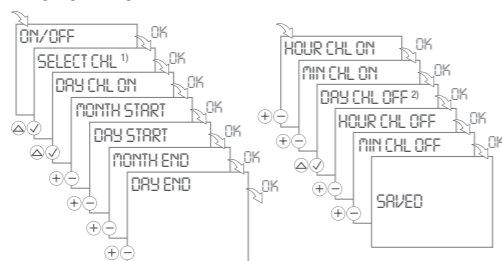 ON/OFF
OK
SELECT CHL 1)
OK
DAY CHL ON
OK
MONTH START
OK
DAY START
OK
MONTH END
OK
DAY END
OK
HOUR CHL ON
OK
MIN CHL ON
OK
DAY CHL OFF 2)
OK
HOUR CHL OFF
OK
MIN CHL OFF
OK
SAVED